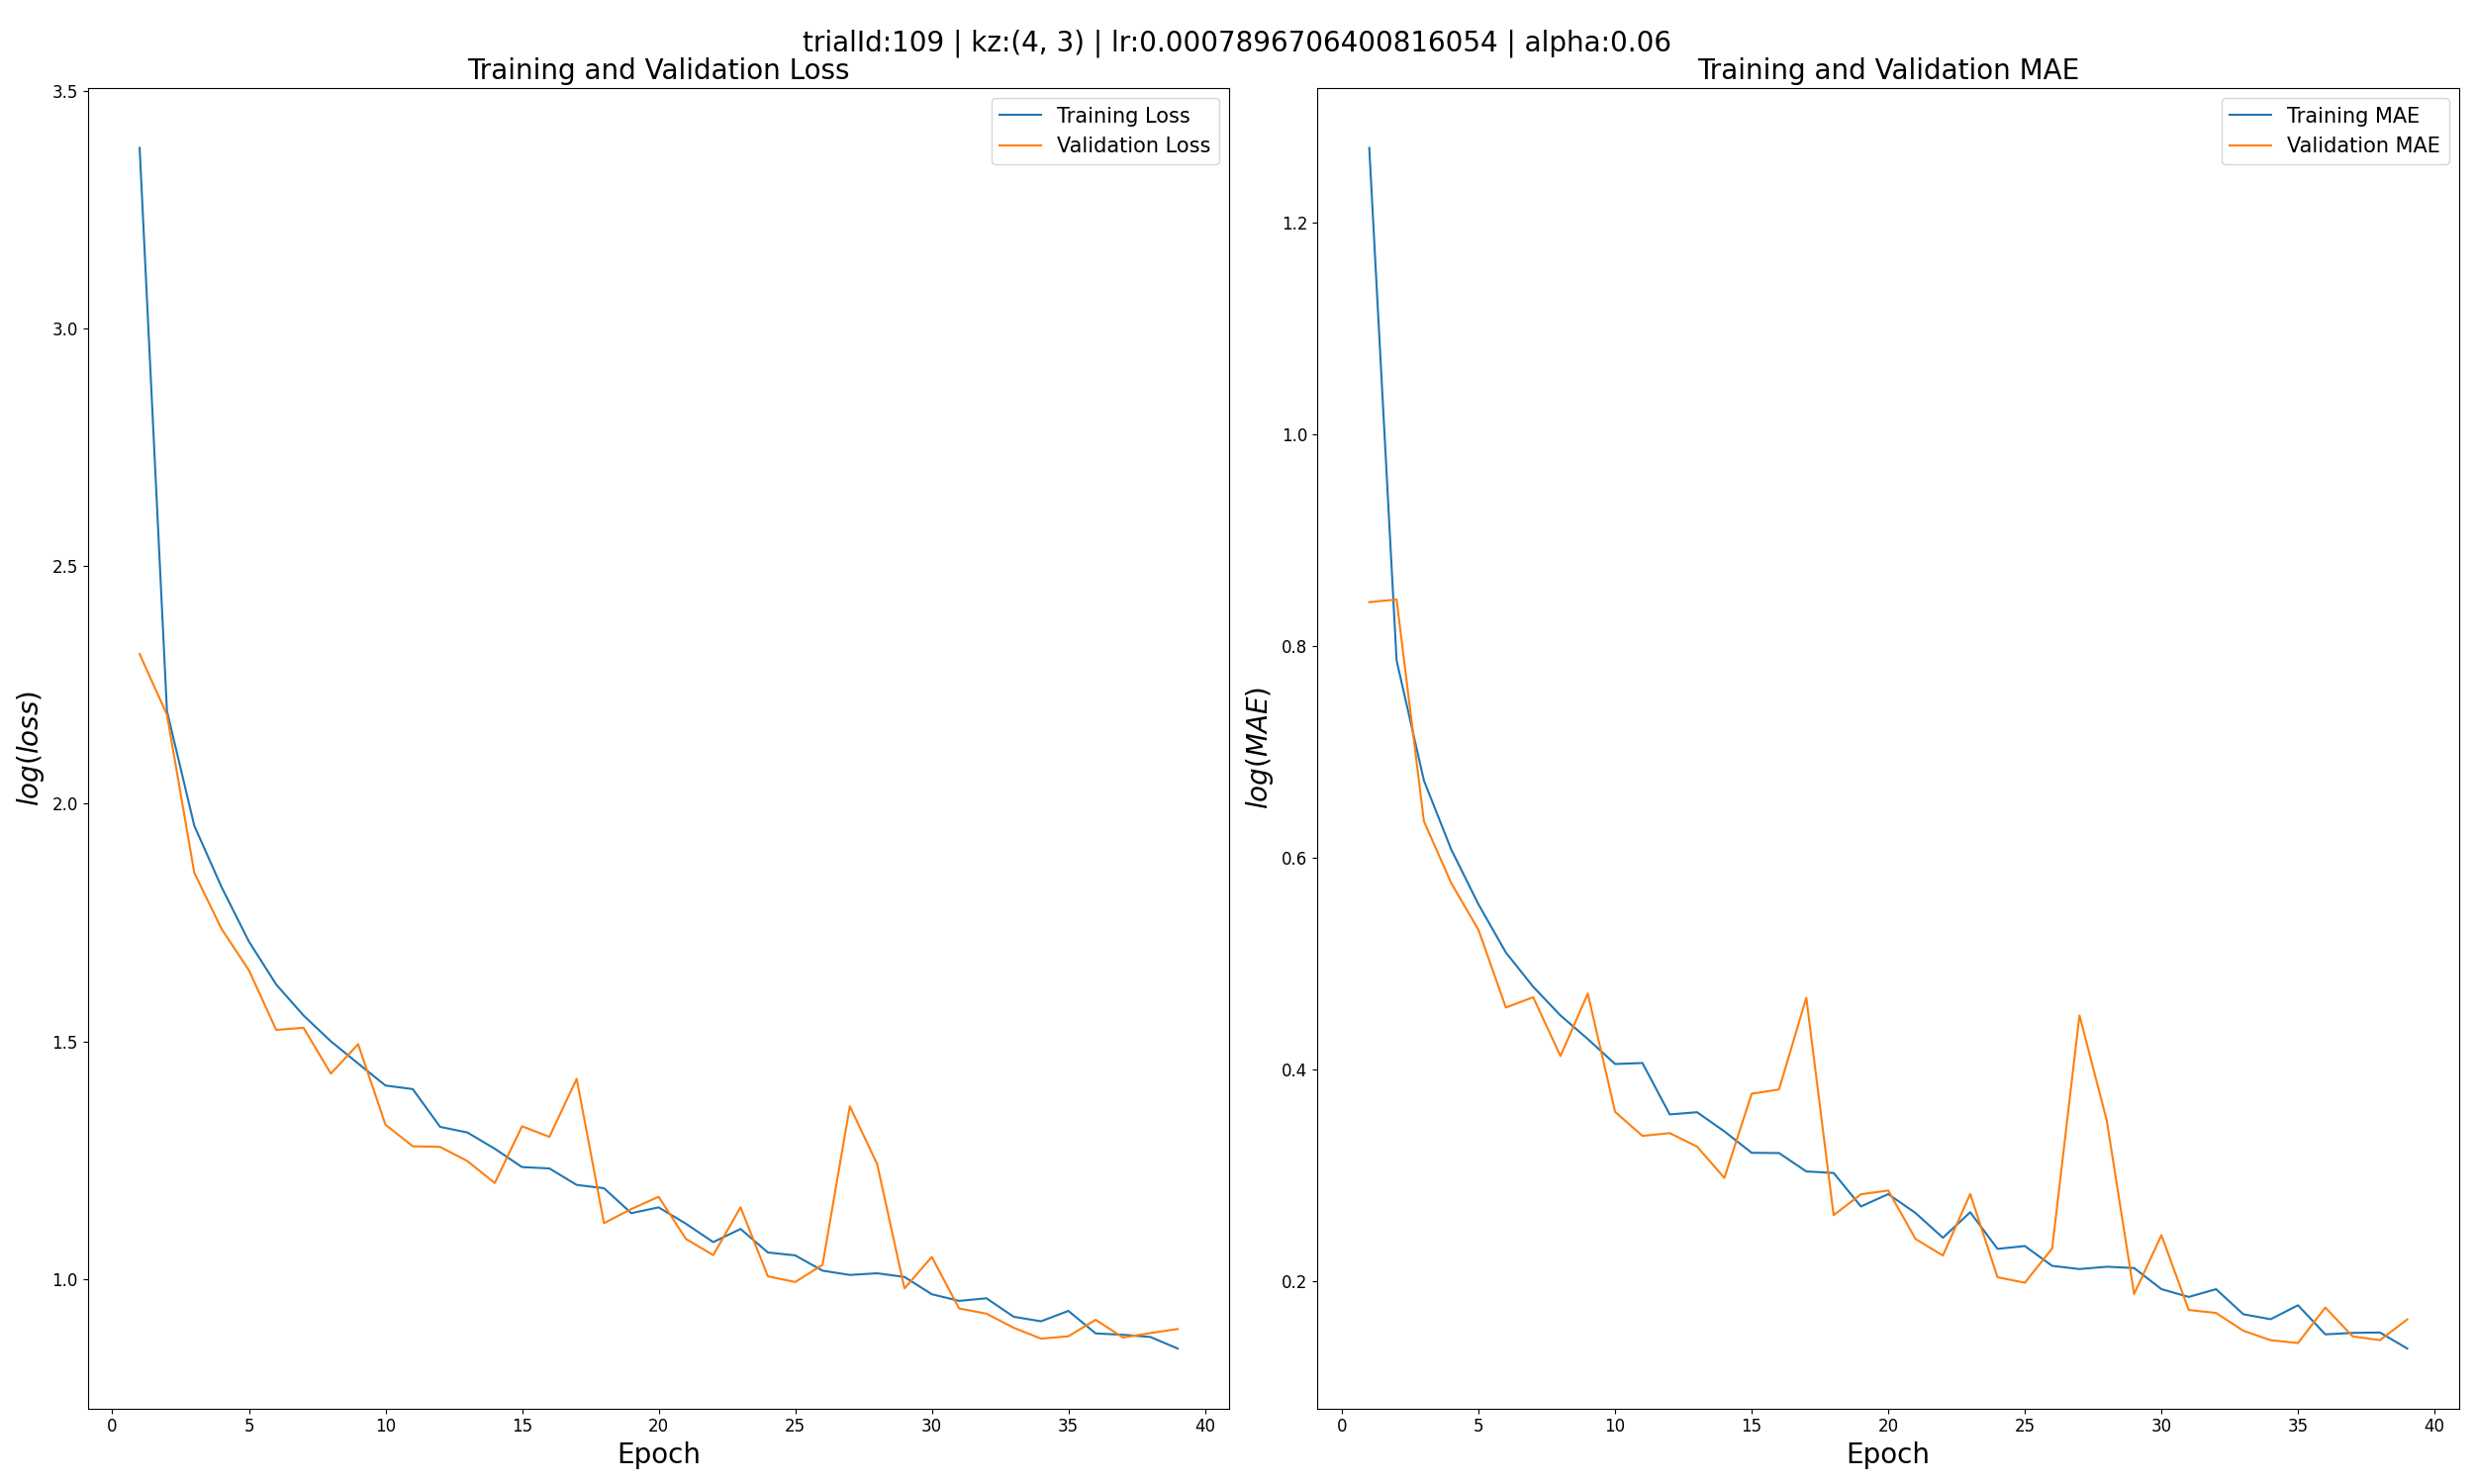 trialId:109 | kz:(4, 3) | lr:0.0007896706400816054 | alpha:0.06
Training and Validation Loss
3.5
3.0
2.5
2.0
1.5
1.0
log(loss)
Training Loss
Validation Loss
0 5 10 15 20 25 30 35 40
Epoch
Training and Validation MAE
1.2
1.0
0.8
0.6
0.4
0.2
log(MAE)
Training MAE
Validation MAE
0 5 10 15 20 25 30 35 40
Epoch